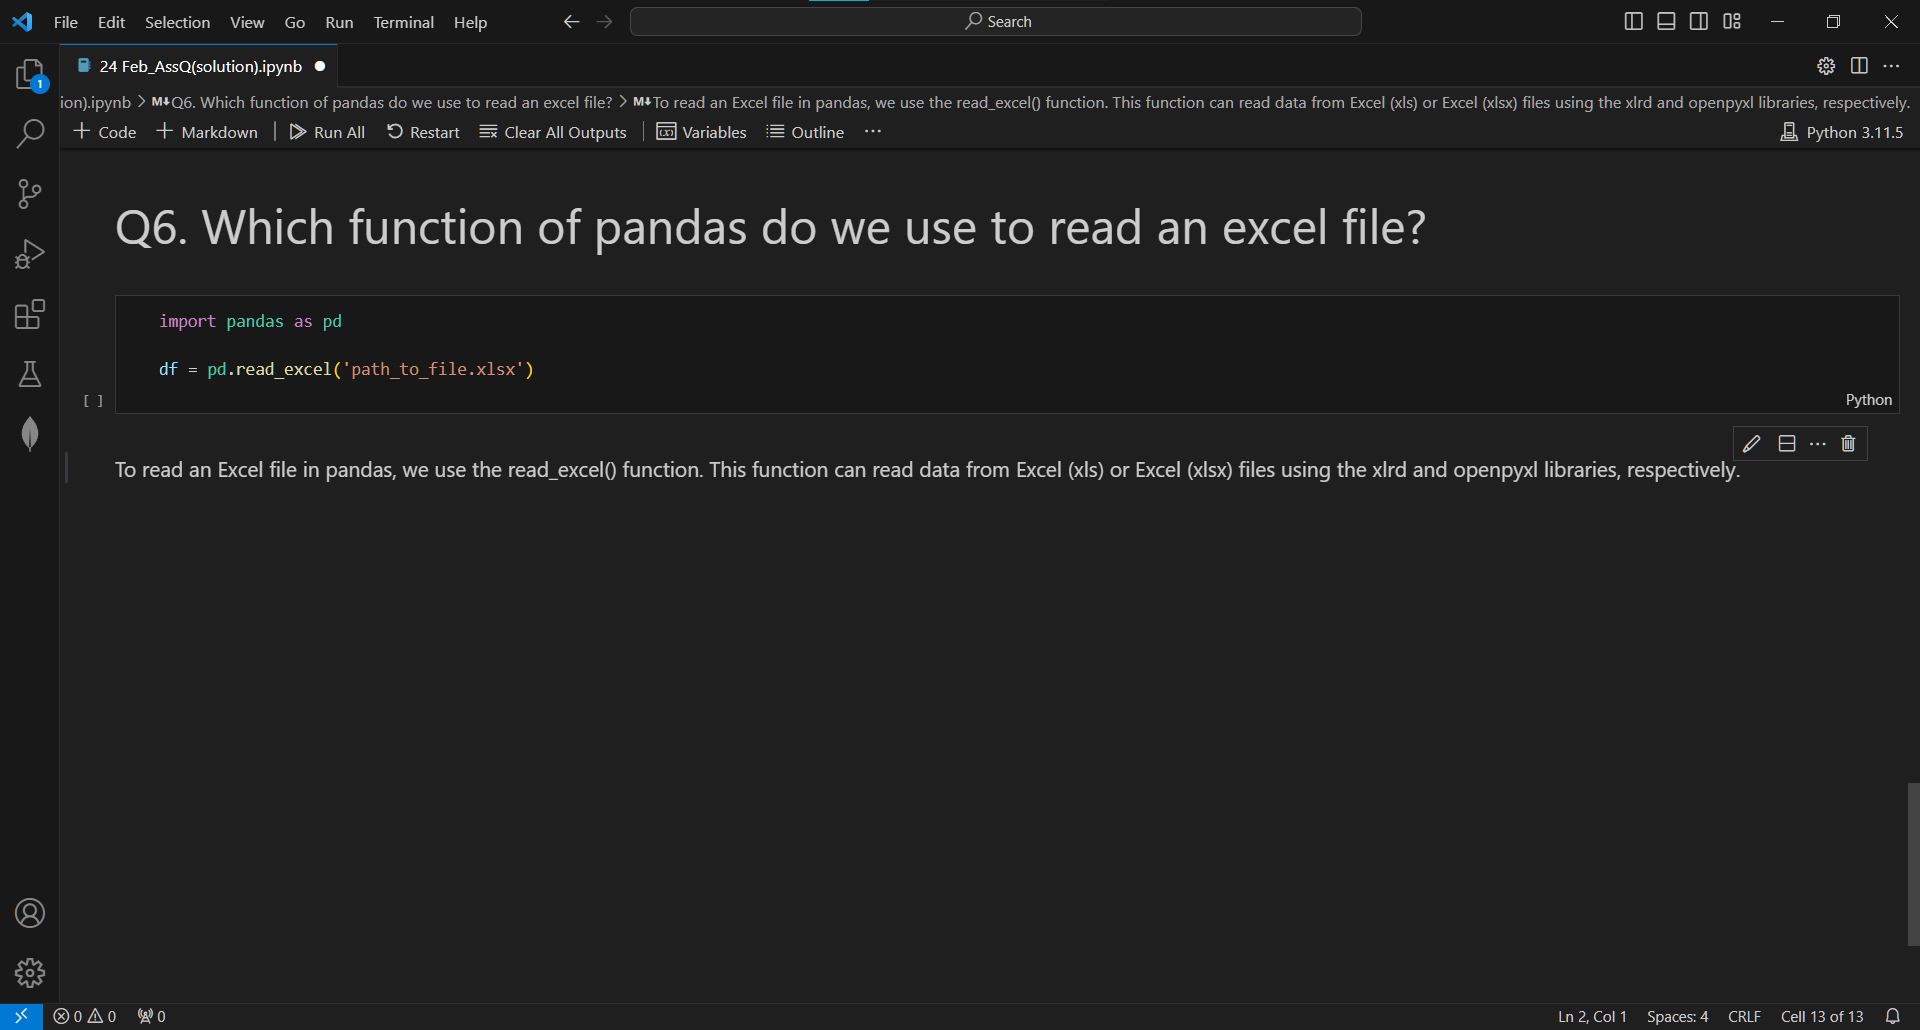 File Edit Selection View Go Run Terminal Help
Search
24 Feb_AssQ(solution).ipynb
ion).ipynb > M↓Q6. Which function of pandas do we use to read an excel file? > M↓To read an Excel file in pandas, we use the read_excel() function. This function can read data from Excel (xls) or Excel (xlsx) files using the xlrd and openpyxl libraries, respectively.
+ Code + Markdown | Run All Restart Clear All Outputs | Variables Outline ... Python 3.11.5
Q6. Which function of pandas do we use to read an excel file?
import pandas as pd
df = pd.read_excel('path_to_file.xlsx')
[ ]
Python
To read an Excel file in pandas, we use the read_excel() function. This function can read data from Excel (xls) or Excel (xlsx) files using the xlrd and openpyxl libraries, respectively.
1
0 0 0 Ln 2, Col 1 Spaces: 4 CRLF Cell 13 of 13